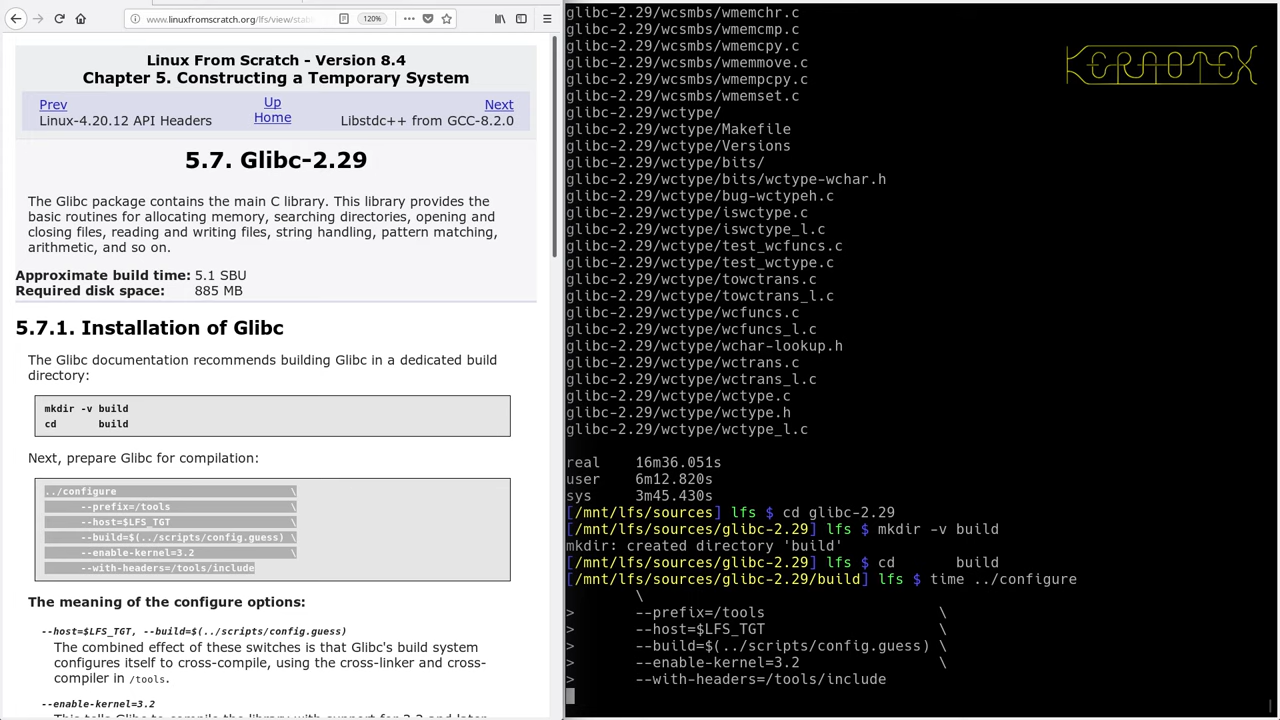 www.linuxfromscratch.org/lfs/view/stab
120%
Linux From Scratch - Version 8.4
Chapter 5. Constructing a Temporary System
Prev
Up
Next
Linux-4.20.12 API Headers
Home
Libstdc++ from GCC-8.2.0
5.7. Glibc-2.29
The Glibc package contains the main C library. This library provides the
basic routines for allocating memory, searching directories, opening and
closing files, reading and writing files, string handling, pattern matching,
arithmetic, and so on.
Approximate build time: 5.1 SBU
Required disk space: 885 MB
5.7.1. Installation of Glibc
The Glibc documentation recommends building Glibc in a dedicated build
directory:
mkdir -v build
cd       build
Next, prepare Glibc for compilation:
../configure                             \
      --prefix=/tools                    \
      --host=$LFS_TGT                    \
      --build=$(../scripts/config.guess) \
      --enable-kernel=3.2                \
      --with-headers=/tools/include
The meaning of the configure options:
--host=$LFS_TGT, --build=$(../scripts/config.guess)
The combined effect of these switches is that Glibc's build system
configures itself to cross-compile, using the cross-linker and cross-
compiler in /tools.
--enable-kernel=3.2
This tells Glibc to compile the library with support for 3.2 and later
glibc-2.29/wcsmbs/wmemchr.c
glibc-2.29/wcsmbs/wmemcmp.c
glibc-2.29/wcsmbs/wmemcpy.c
glibc-2.29/wcsmbs/wmemmove.c
glibc-2.29/wcsmbs/wmempcpy.c
glibc-2.29/wcsmbs/wmemset.c
glibc-2.29/wctype/
glibc-2.29/wctype/Makefile
glibc-2.29/wctype/Versions
glibc-2.29/wctype/bits/
glibc-2.29/wctype/bits/wctype-wchar.h
glibc-2.29/wctype/bug-wctypeh.c
glibc-2.29/wctype/iswctype.c
glibc-2.29/wctype/iswctype_l.c
glibc-2.29/wctype/test_wcfuncs.c
glibc-2.29/wctype/test_wctype.c
glibc-2.29/wctype/towctrans.c
glibc-2.29/wctype/towctrans_l.c
glibc-2.29/wctype/wcfuncs.c
glibc-2.29/wctype/wcfuncs_l.c
glibc-2.29/wctype/wchar-lookup.h
glibc-2.29/wctype/wctrans.c
glibc-2.29/wctype/wctrans_l.c
glibc-2.29/wctype/wctype.c
glibc-2.29/wctype/wctype.h
glibc-2.29/wctype/wctype_l.c
real    16m36.051s
user    6m12.820s
sys     3m45.430s
[/mnt/lfs/sources] lfs $ cd glibc-2.29
[/mnt/lfs/sources/glibc-2.29] lfs $ mkdir -v build
mkdir: created directory 'build'
[/mnt/lfs/sources/glibc-2.29] lfs $ cd       build
[/mnt/lfs/sources/glibc-2.29/build] lfs $ time ../configure
        \
>       --prefix=/tools                    \
>       --host=$LFS_TGT                    \
>       --build=$(../scripts/config.guess) \
>       --enable-kernel=3.2                \
>       --with-headers=/tools/include